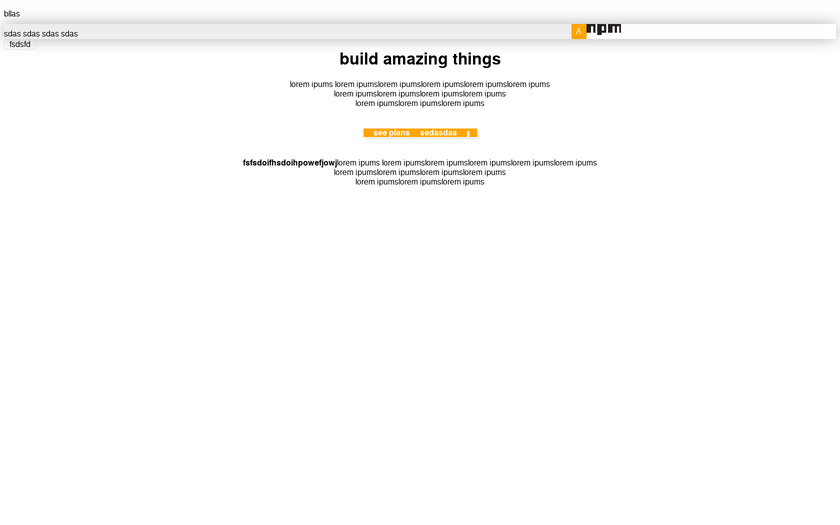 bllas
sdas sdas sdas sdas
A npm
fsdsfd
build amazing things
lorem ipums lorem ipumslorem ipumslorem ipumslorem ipumslorem ipums
lorem ipumslorem ipumslorem ipumslorem ipums
lorem ipumslorem ipumslorem ipums
see plans sedasdas
fsfsdoifhsdoihpowefjowjlorem ipums lorem ipumslorem ipumslorem ipumslorem ipumslorem ipums
lorem ipumslorem ipumslorem ipumslorem ipums
lorem ipumslorem ipumslorem ipums